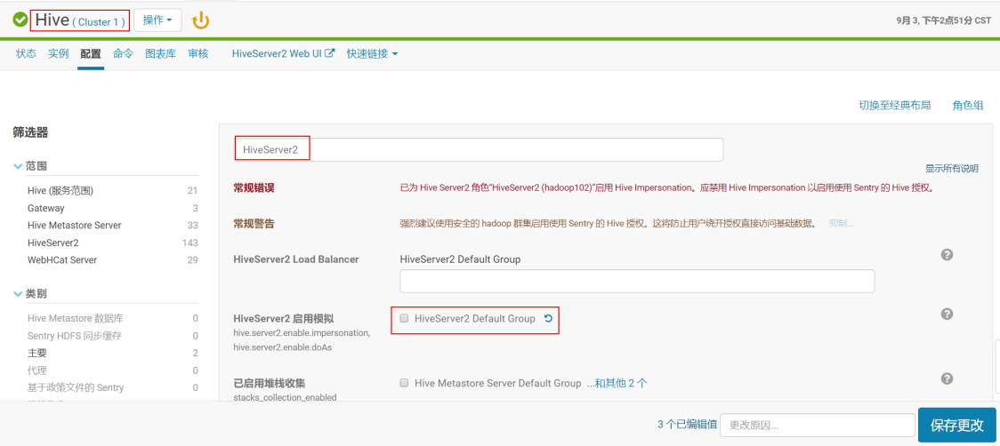 Hive ( Cluster 1 ) 操作 9月 3, 下午2点51分 CST
状态 实例 配置 命令 图表库 审核 HiveServer2 Web UI 快速链接
切换至经典布局 角色组
筛选器
HiveServer2
范围
显示所有说明
Hive (服务范围) 21
常规错误 已为 Hive Server2 角色“HiveServer2 (hadoop102)”启用 Hive Impersonation。应禁用 Hive Impersonation 以启用使用 Sentry 的 Hive 授权。
Gateway 3
Hive Metastore Server 33
常规警告 强烈建议使用安全的 hadoop 群集启用使用 Sentry 的 Hive 授权。这将防止用户绕开授权直接访问基础数据。 抑制...
HiveServer2 143
WebHCat Server 29
HiveServer2 Load Balancer HiveServer2 Default Group
类别
Hive Metastore 数据库 0
HiveServer2 启用模拟 HiveServer2 Default Group
Sentry HDFS 同步缓存 0
hive.server2.enable.impersonation,
hive.server2.enable.doAs
主要 2
代理 0
基于政策文件的 Sentry 0
已启用堆栈收集 Hive Metastore Server Default Group ...和其他 2 个
stacks_collection_enabled
3 个已编辑值 更改原因... 保存更改